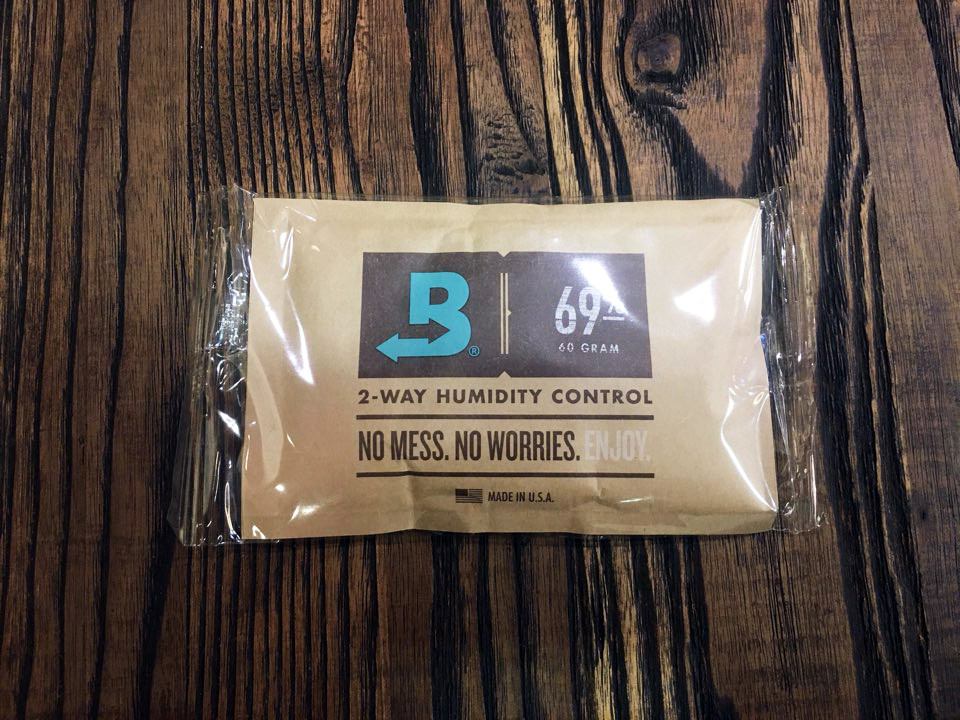 B®
69%
60 GRAM
2-WAY HUMIDITY CONTROL
NO MESS. NO WORRIES. ENJOY.
MADE IN U.S.A.